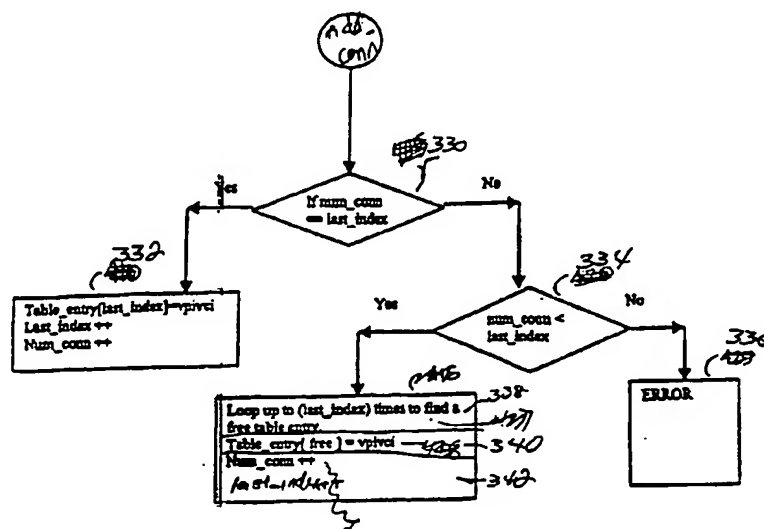 add-
conn
330
Yes
No
If num_conn
== last_index
332
334
Table_entry[last_index]=vpivci
Last_index ++
Num_conn ++
Yes
No
num_conn <
last_index
336
ERROR
Loop up to (last_index) times to find a
free table entry.
338
Table_entry[ free ] = vpivci
340
Num_conn ++
342